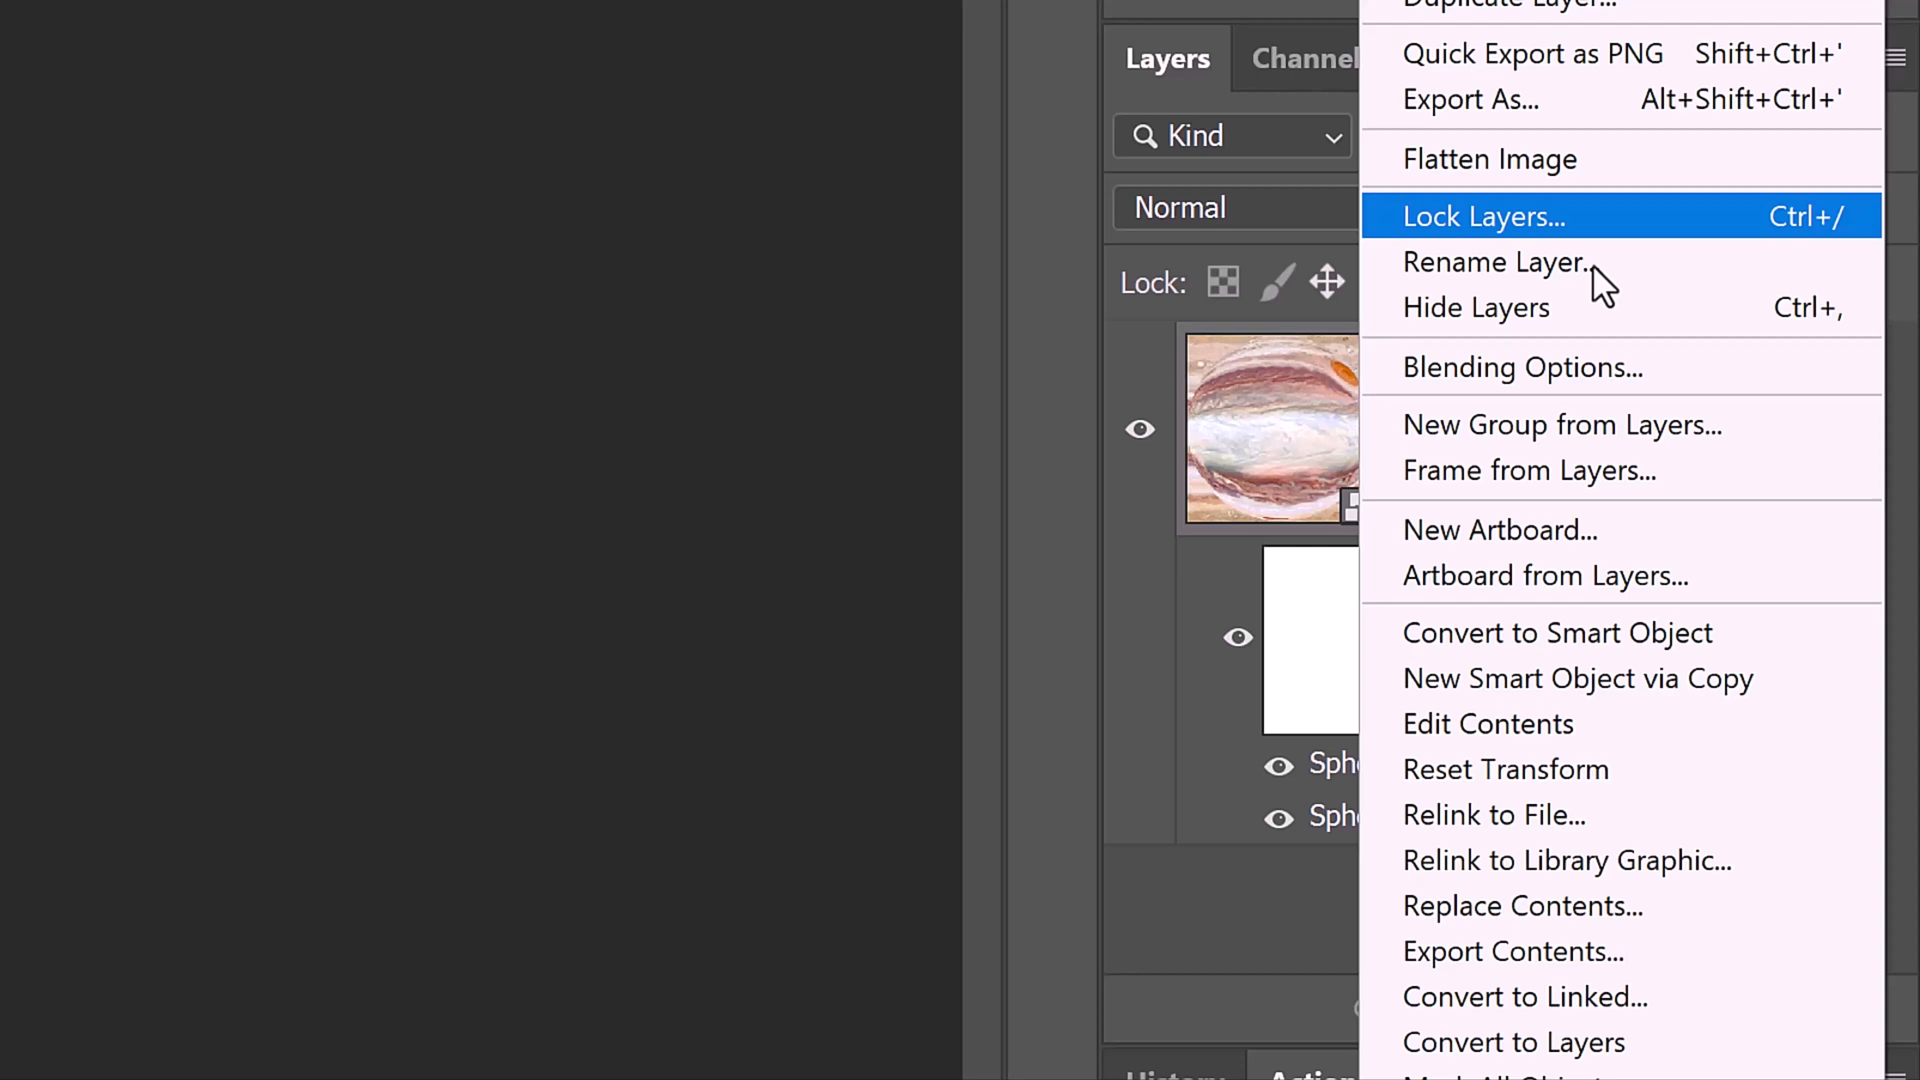 Duplicate Layer...
Layers
Quick Export as PNG Shift+Ctrl+'
Export As... Alt+Shift+Ctrl+'
Kind
Flatten Image
Normal
Lock Layers... Ctrl+/
Lock:
Rename Layer..
Hide Layers Ctrl+,
Blending Options...
New Group from Layers...
Frame from Layers...
New Artboard...
Artboard from Layers...
Convert to Smart Object
New Smart Object via Copy
Edit Contents
Reset Transform
Relink to File...
Relink to Library Graphic...
Replace Contents...
Export Contents...
Convert to Linked...
Convert to Layers